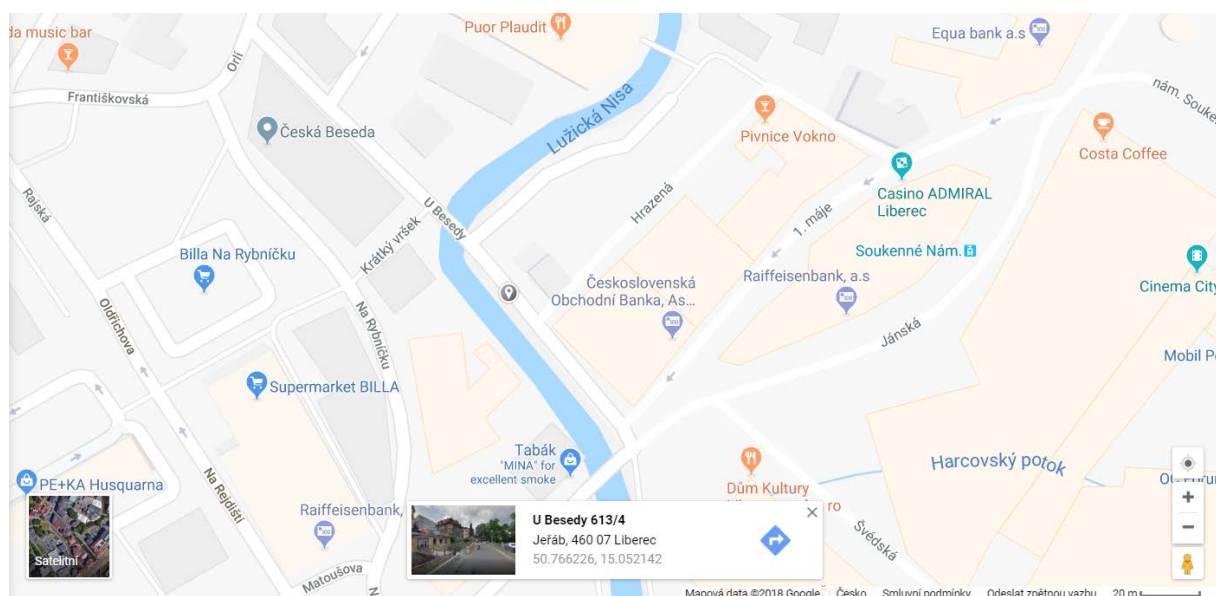 da music bar
Puor Plaudit
Equa bank a.s
Orlí
Františkovská
nám. Souke
Lužická Nisa
Česká Beseda
Pivnice Vokno
Costa Coffee
Casino ADMIRAL
Liberec
Rajská
U Besedy
Hrazená
1. máje
Krátký vršek
Billa Na Rybníčku
Soukenné Nám.
Československá
Obchodní Banka, As...
Raiffeisenbank, a.s
Cinema City
Oldřichova
Na Rybníčku
Jánská
Mobil P
Supermarket BILLA
Tabák
"MINA" for
excellent smoke
Harcovský potok
PE+KA Husquarna
Na Rejdišti
Dům Kultury
ro
Raiffeisenbank,
Švédská
Satelitní
U Besedy 613/4
Jeřáb, 460 07 Liberec
50.766226, 15.052142
Matoušova
N
Mapová data ©2018 Google
Česko
Smluvní podmínky
Odeslat zpětnou vazbu
20 m